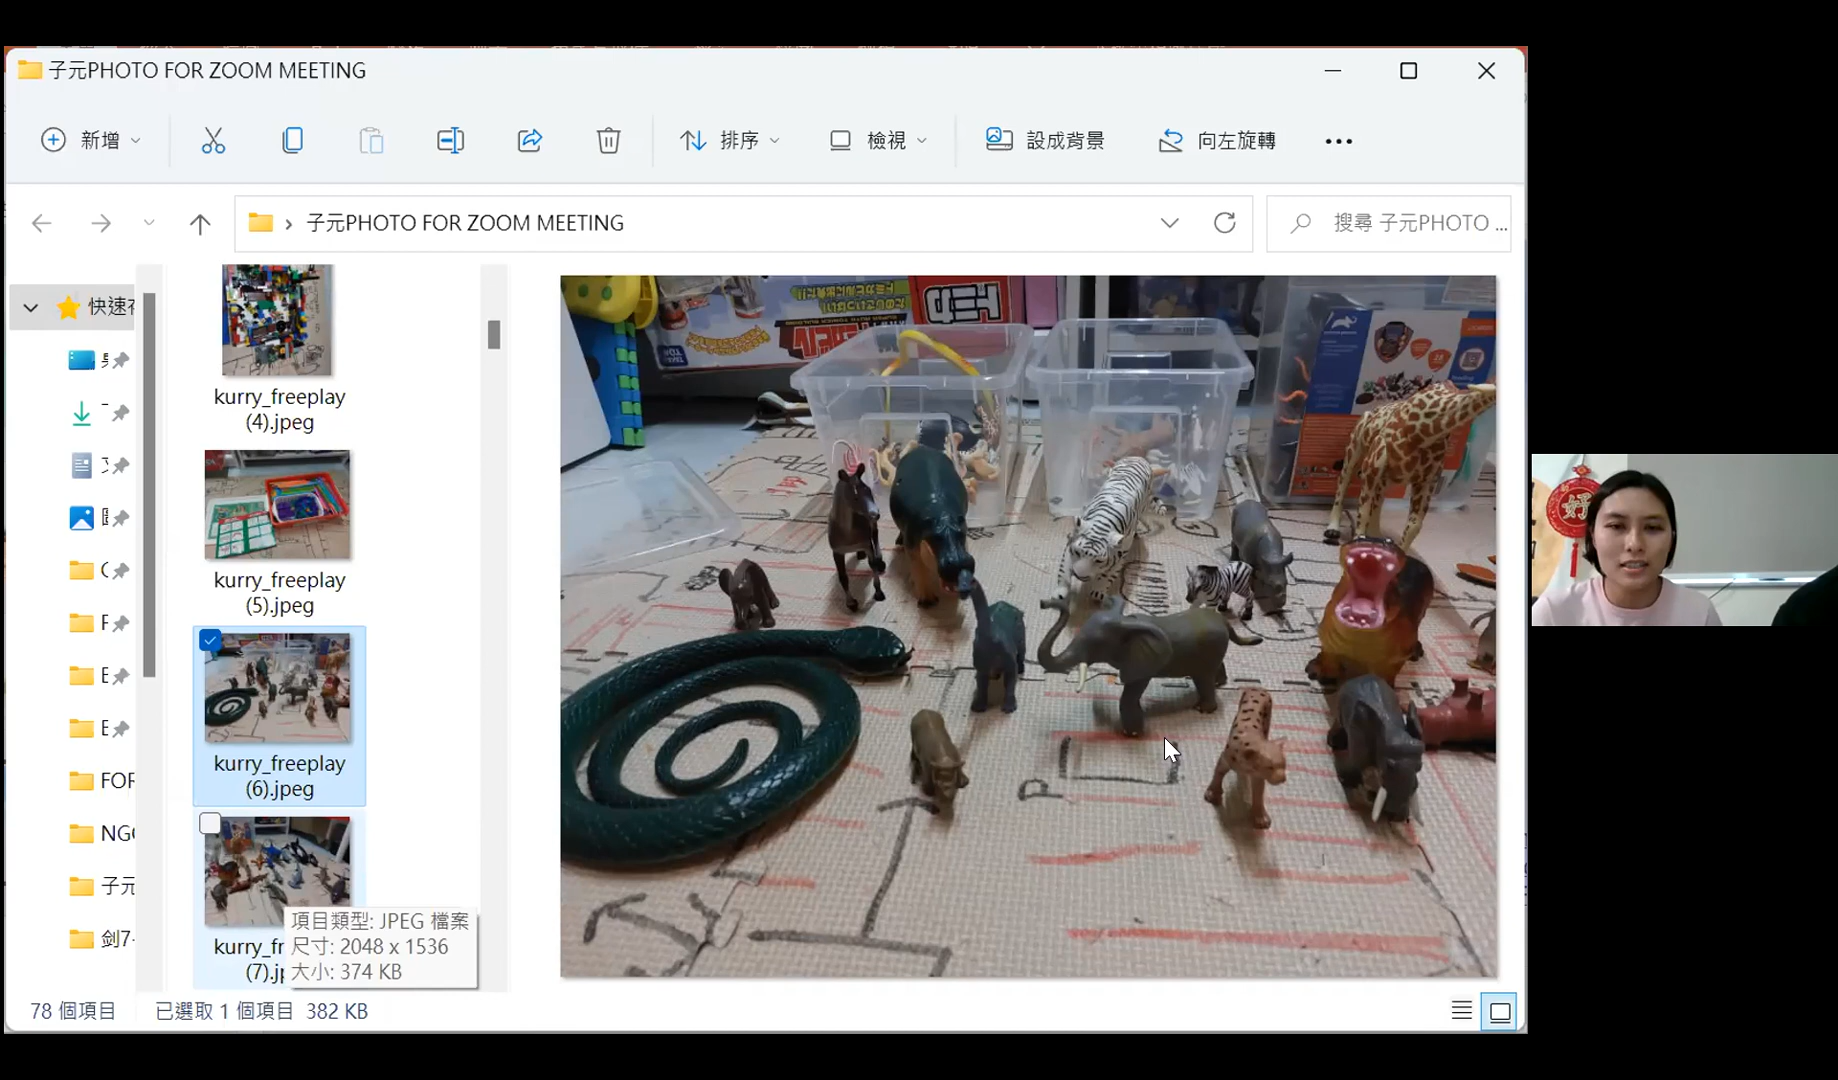 子元PHOTO FOR ZOOM MEETING
新增
排序
檢視
設成背景
向左旋轉
子元PHOTO FOR ZOOM MEETING
搜尋 子元PHOTO ...
快速
FOR
子元
剑7
kurry_freeplay
(4).jpeg
kurry_freeplay
(5).jpeg
kurry_freeplay
(6).jpeg
kurry_fr
(7).j
項目類型: JPEG 檔案
尺寸: 2048 x 1536
大小: 374 KB
78 個項目
已選取 1 個項目
382 KB
好